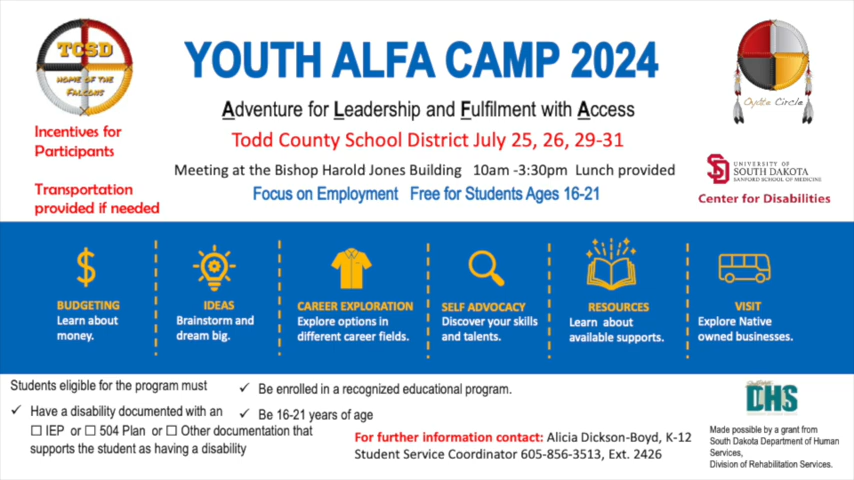 TCSD
HOME OF THE
FALCONS
YOUTH ALFA CAMP 2024
Adventure for Leadership and Fulfilment with Access
Todd County School District July 25, 26, 29-31
Meeting at the Bishop Harold Jones Building 10am -3:30pm Lunch provided
Focus on Employment Free for Students Ages 16-21
Incentives for
Participants
Transportation
provided if needed
Circle
UNIVERSITY OF
SOUTH DAKOTA
SANFORD SCHOOL OF MEDICINE
Center for Disabilities
BUDGETING
Learn about
money.
IDEAS
Brainstorm and
dream big.
CAREER EXPLORATION
Explore options in
different career fields.
SELF ADVOCACY
Discover your skills
and talents.
RESOURCES
Learn about
available supports.
VISIT
Explore Native
owned businesses.
Students eligible for the program must
✓ Have a disability documented with an
☐ IEP or ☐ 504 Plan or ☐ Other documentation that
supports the student as having a disability
✓ Be enrolled in a recognized educational program.
✓ Be 16-21 years of age
For further information contact: Alicia Dickson-Boyd, K-12
Student Service Coordinator 605-856-3513, Ext. 2426
DHS
Made possible by a grant from
South Dakota Department of Human
Services,
Division of Rehabilitation Services.